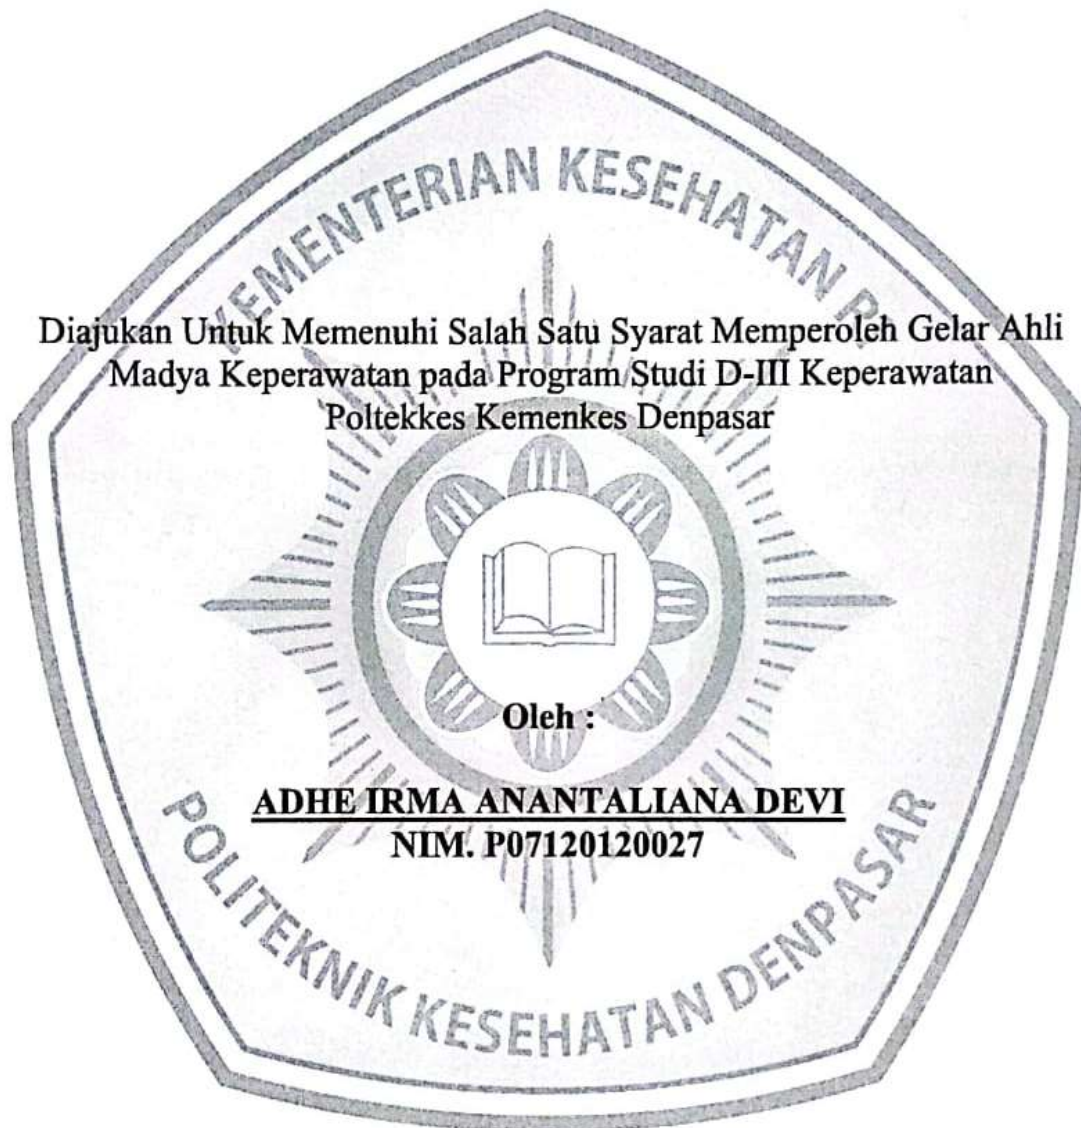 KEMENTERIAN KESEHATAN RI
Diajukan Untuk Memenuhi Salah Satu Syarat Memperoleh Gelar Ahli
Madya Keperawatan pada Program Studi D-III Keperawatan
Poltekkes Kemenkes Denpasar
Oleh :
ADHE IRMA ANANTALIANA DEVI
NIM. P07120120027
POLITEKNIK KESEHATAN DENPASAR